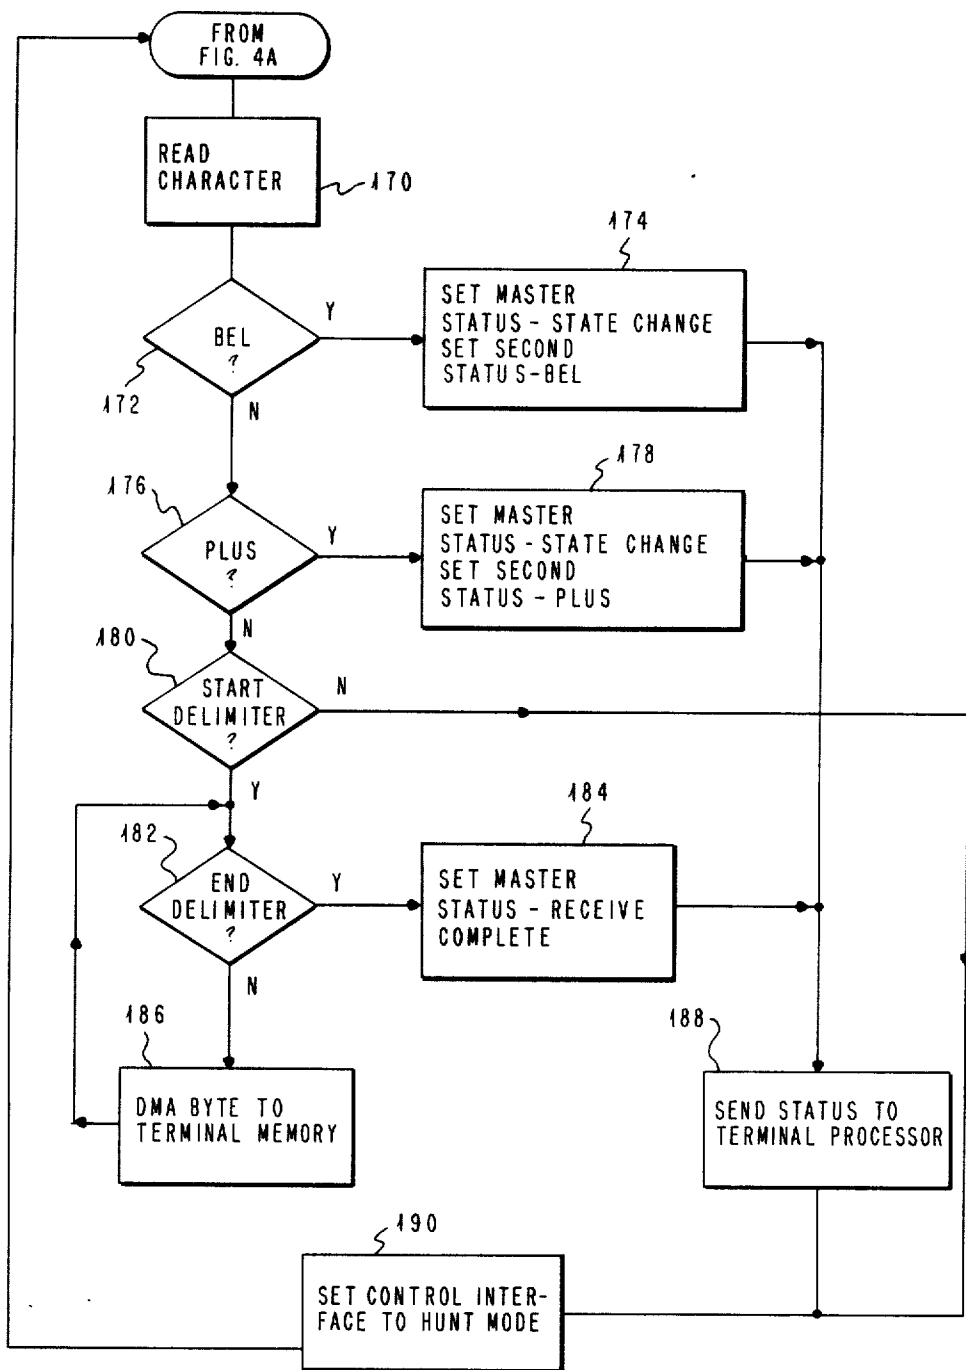 FROM
FIG. 4A
READ
CHARACTER
170
174
SET MASTER
STATUS - STATE CHANGE
SET SECOND
STATUS-BEL
BEL
?
Y
172
N
176
178
SET MASTER
STATUS - STATE CHANGE
SET SECOND
STATUS - PLUS
PLUS
?
Y
N
180
START
DELIMITER
?
N
Y
182
184
END
DELIMITER
?
Y
SET MASTER
STATUS - RECEIVE
COMPLETE
N
186
188
DMA BYTE TO
TERMINAL MEMORY
SEND STATUS TO
TERMINAL PROCESSOR
190
SET CONTROL INTER-
FACE TO HUNT MODE